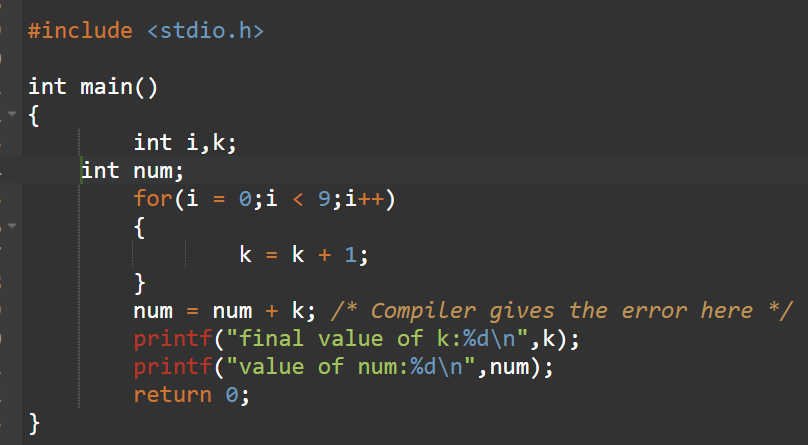 #include <stdio.h>
int main()
{
int i,k;
int num;
for(i = 0;i < 9;i++)
{
k = k + 1;
}
num = num + k; /* Compiler gives the error here */
printf("final value of k:%d\n",k);
printf("value of num:%d\n",num);
return 0;
}